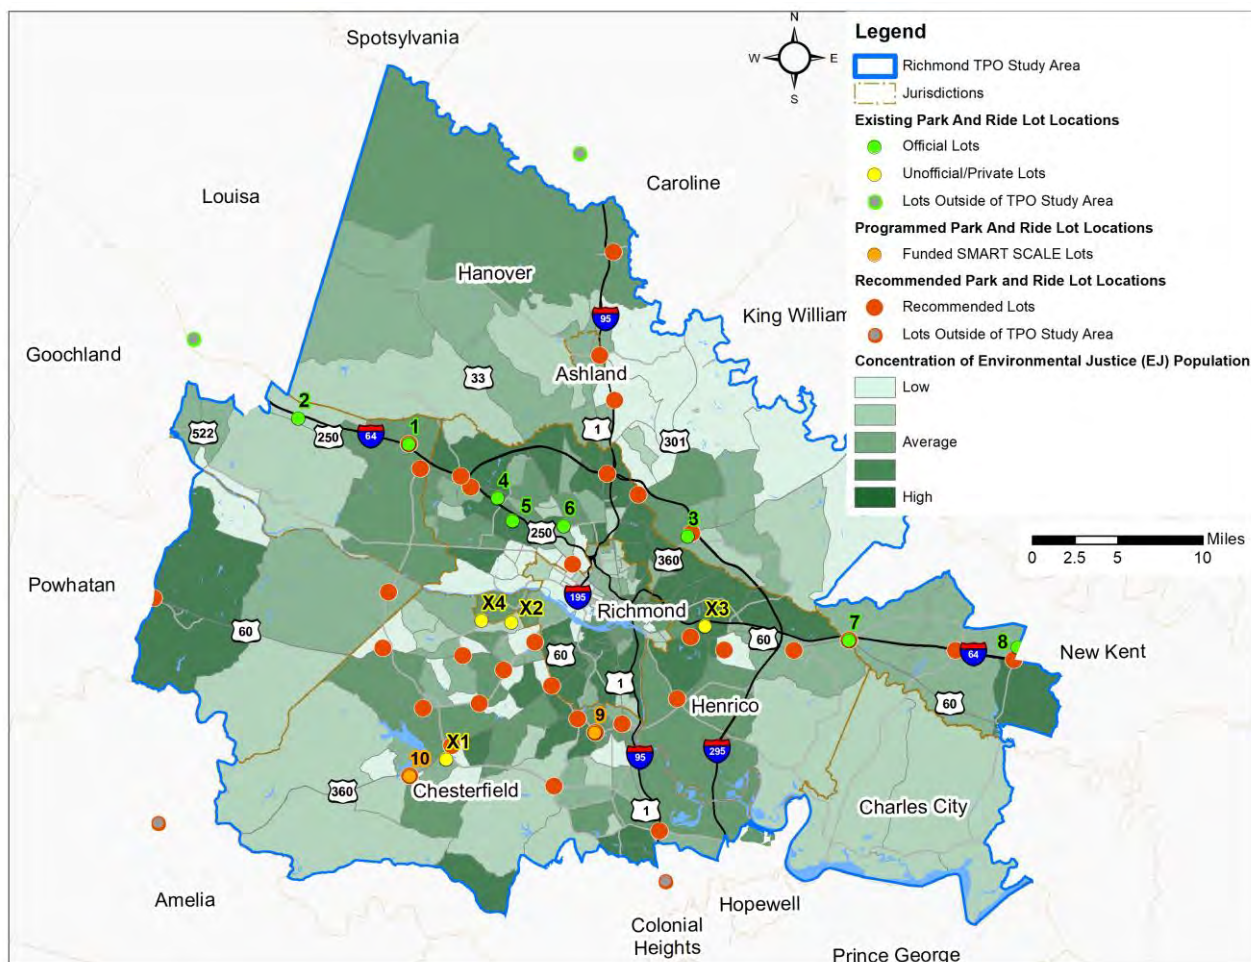 Spotsylvania
N
W
E
S
Louisa
Caroline
Hanover
King William
Goochland
95
Ashland
33
1
301
522
2
250
64
1
4
5
6
250
3
360
Powhatan
195
Richmond
X4
X2
X3
60
60
60
7
8
64
New Kent
60
1
Henrico
9
X1
10
95
295
360
Chesterfield
1
Charles City
Amelia
Hopewell
Colonial
Heights
Prince George
Legend
Richmond TPO Study Area
Jurisdictions
Existing Park And Ride Lot Locations
Official Lots
Unofficial/Private Lots
Lots Outside of TPO Study Area
Programmed Park And Ride Lot Locations
Funded SMART SCALE Lots
Recommended Park and Ride Lot Locations
Recommended Lots
Lots Outside of TPO Study Area
Concentration of Environmental Justice (EJ) Population
Low
Average
High
Miles
0 2.5 5 10